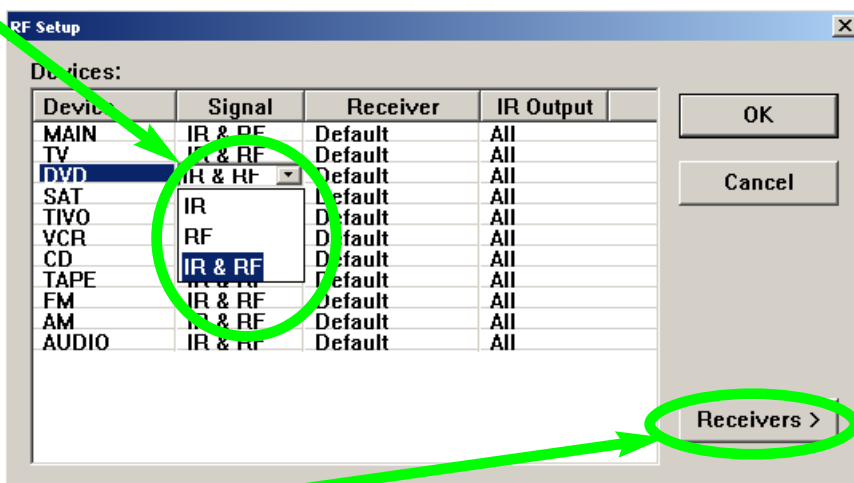 RF Setup
Devices:
Device Signal Receiver IR Output
MAIN IR & RF Default All
TV IR & RF Default All
DVD IR & RF Default All
SAT Default All
TIVO IR Default All
VCR RF Default All
CD IR & RF Default All
TAPE IR & RF Default All
FM IR & RF Default All
AM IR & RF Default All
AUDIO IR & RF Default All
OK
Cancel
Receivers >